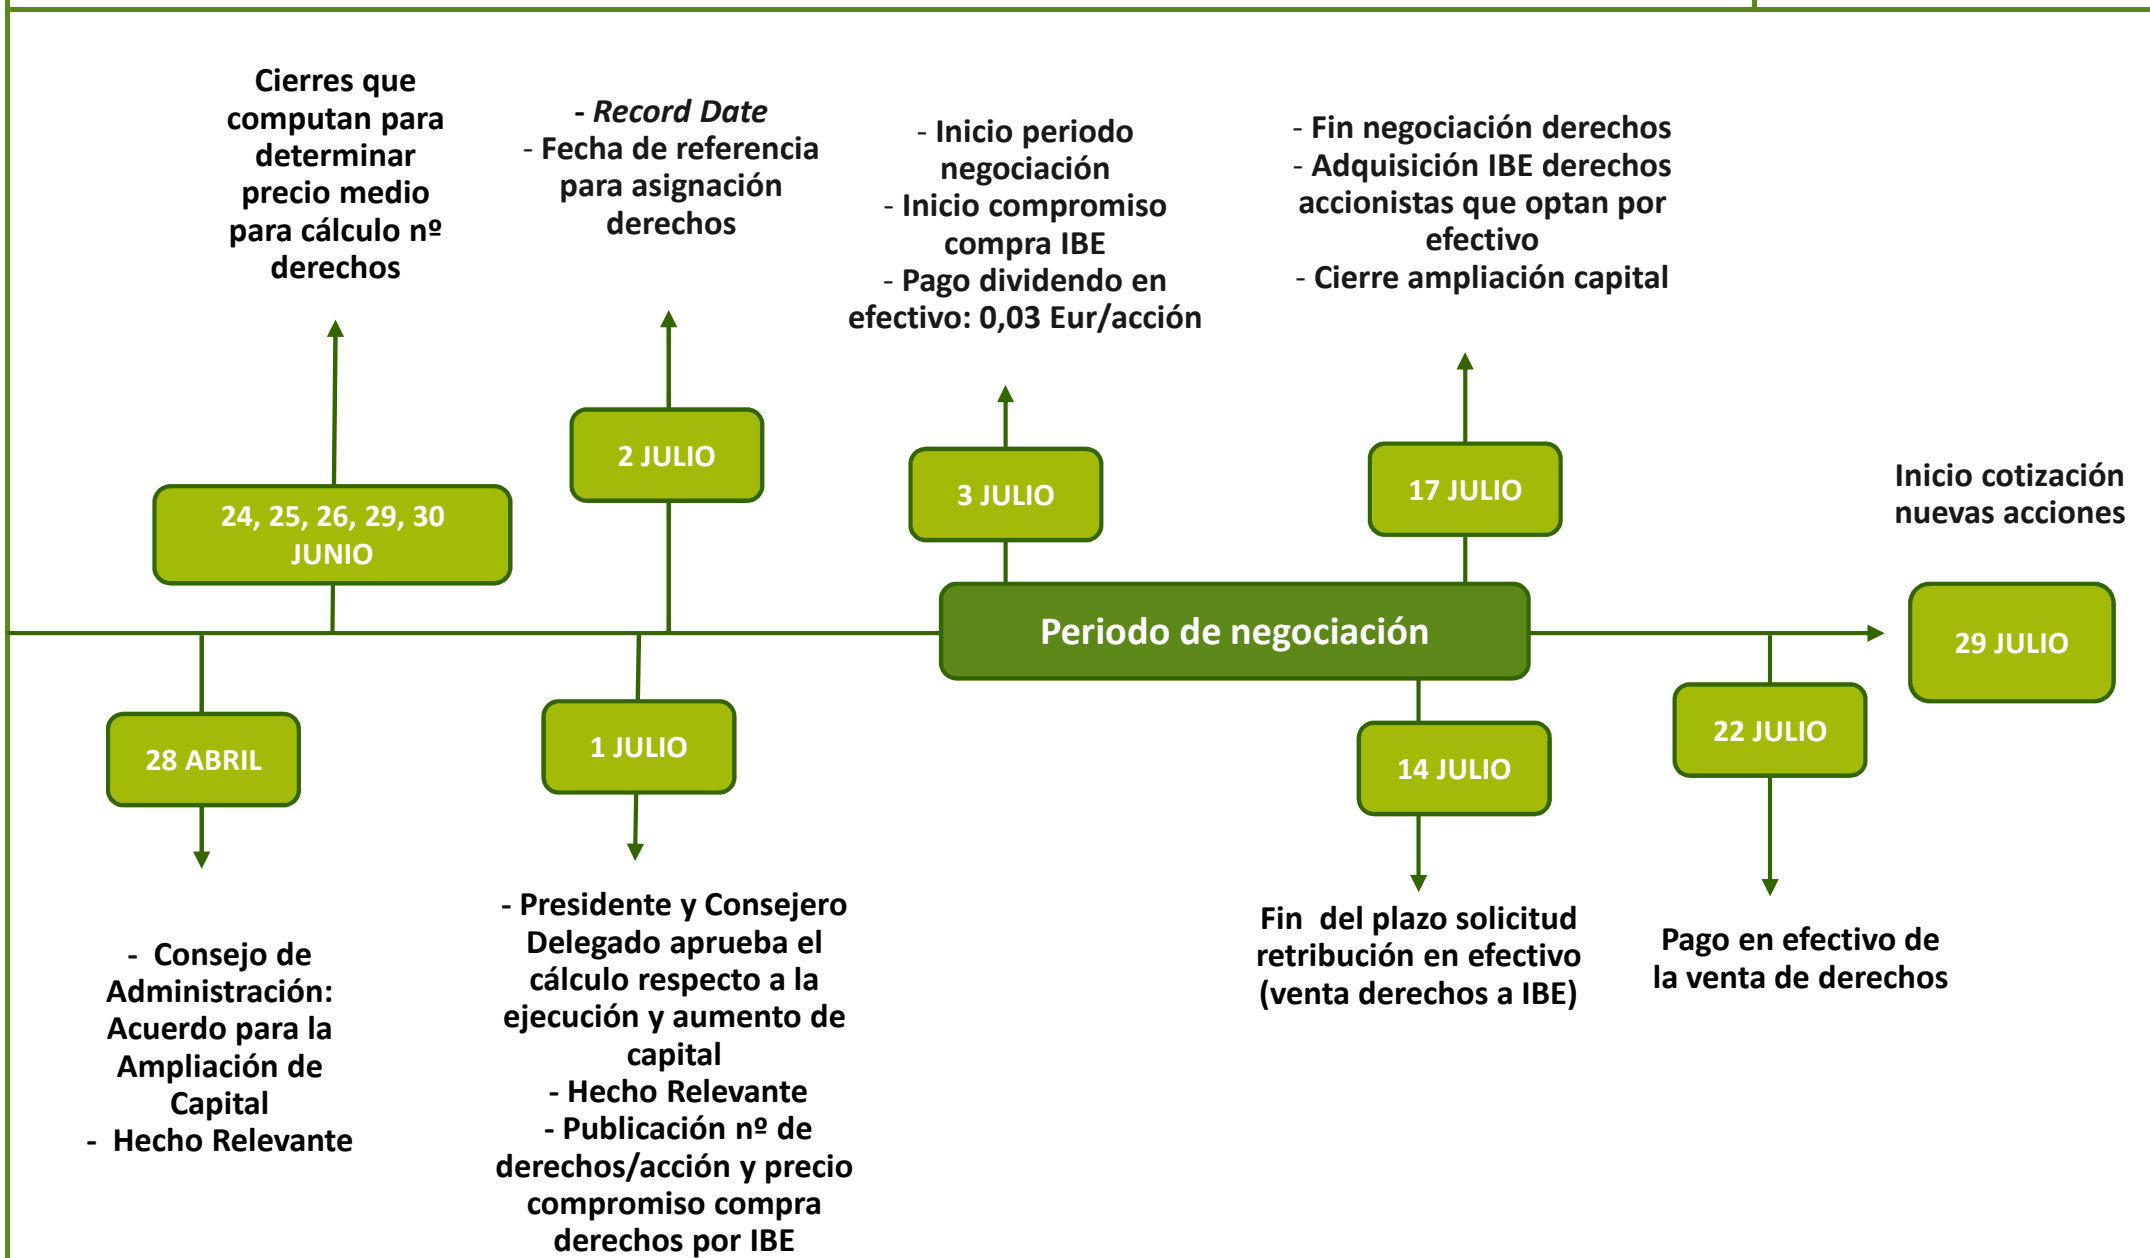 Cierres que
computan para
determinar
precio medio
para cálculo nº
derechos
- Record Date
- Fecha de referencia
para asignación
derechos
- Inicio periodo
negociación
- Inicio compromiso
compra IBE
- Pago dividendo en
efectivo: 0,03 Eur/acción
- Fin negociación derechos
- Adquisición IBE derechos
accionistas que optan por
efectivo
- Cierre ampliación capital
24, 25, 26, 29, 30
JUNIO
2 JULIO
3 JULIO
17 JULIO
Inicio cotización
nuevas acciones
Periodo de negociación
29 JULIO
28 ABRIL
1 JULIO
14 JULIO
22 JULIO
- Consejo de
Administración:
Acuerdo para la
Ampliación de
Capital
- Hecho Relevante
- Presidente y Consejero
Delegado aprueba el
cálculo respecto a la
ejecución y aumento de
capital
- Hecho Relevante
- Publicación nº de
derechos/acción y precio
compromiso compra
derechos por IBE
Fin del plazo solicitud
retribución en efectivo
(venta derechos a IBE)
Pago en efectivo de
la venta de derechos